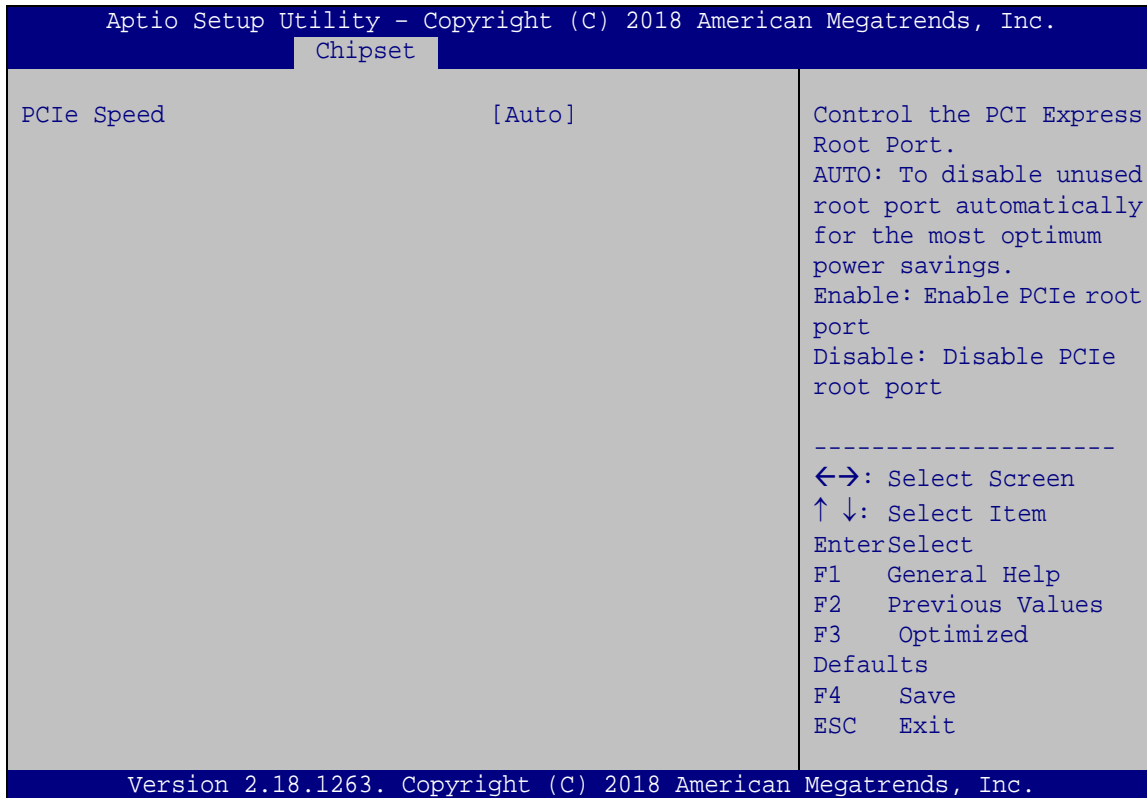 Aptio Setup Utility – Copyright (C) 2018 American Megatrends, Inc.
Chipset
PCIe Speed [Auto]
Control the PCI Express
Root Port.
AUTO: To disable unused
root port automatically
for the most optimum
power savings.
Enable: Enable PCIe root
port
Disable: Disable PCIe
root port
---------------------
←→: Select Screen
↑ ↓: Select Item
EnterSelect
F1 General Help
F2 Previous Values
F3 Optimized
Defaults
F4 Save
ESC Exit
Version 2.18.1263. Copyright (C) 2018 American Megatrends, Inc.